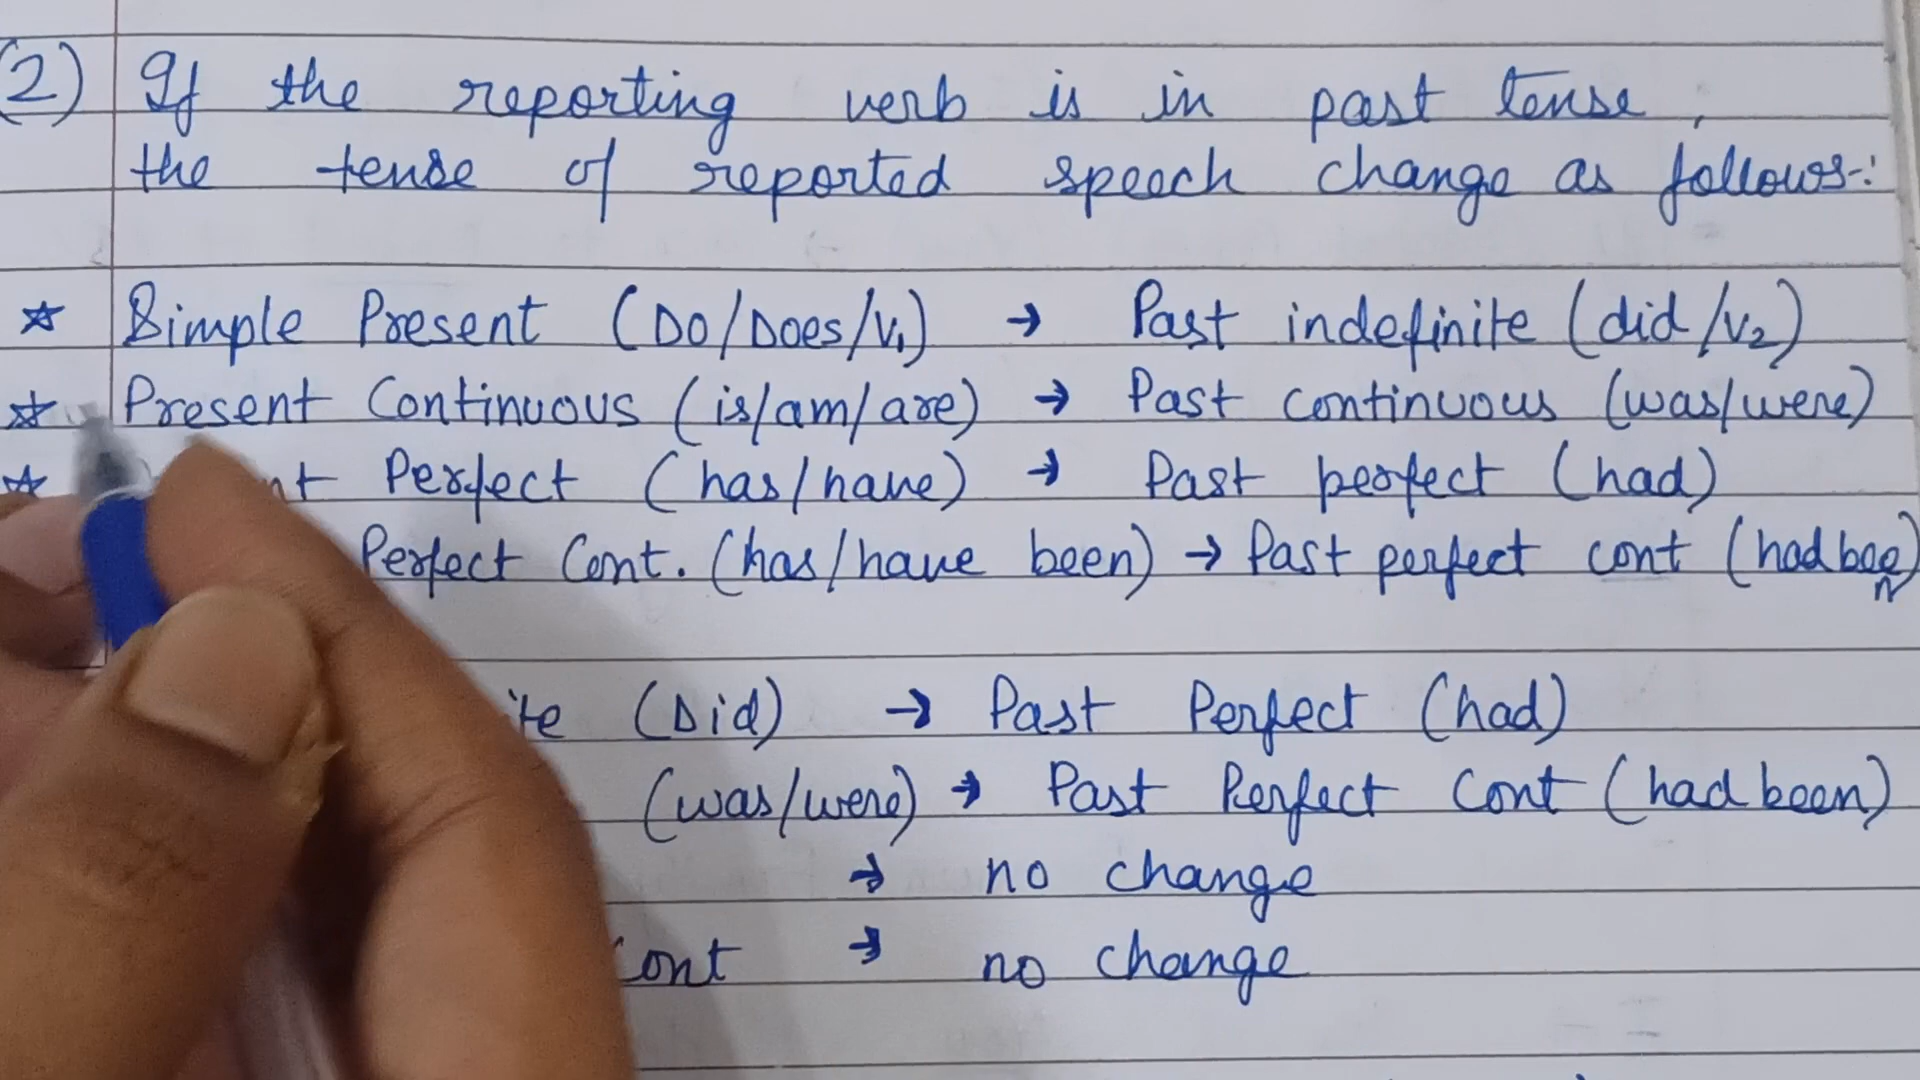 (2) If the reporting verb is in past tense,
the tense of reported speech change as follows:-
☆ Simple Present (Do/Does/V1) → Past indefinite (did/V2)
☆ Present Continuous (is/am/are) → Past continuous (was/were)
☆ Perfect (has/have) → Past perfect (had)
Perfect Cont. (has/have been) → Past perfect cont (had been)
(Did) → Past Perfect (had)
(was/were) → Past Perfect Cont (had been)
→ no change
Cont → no change